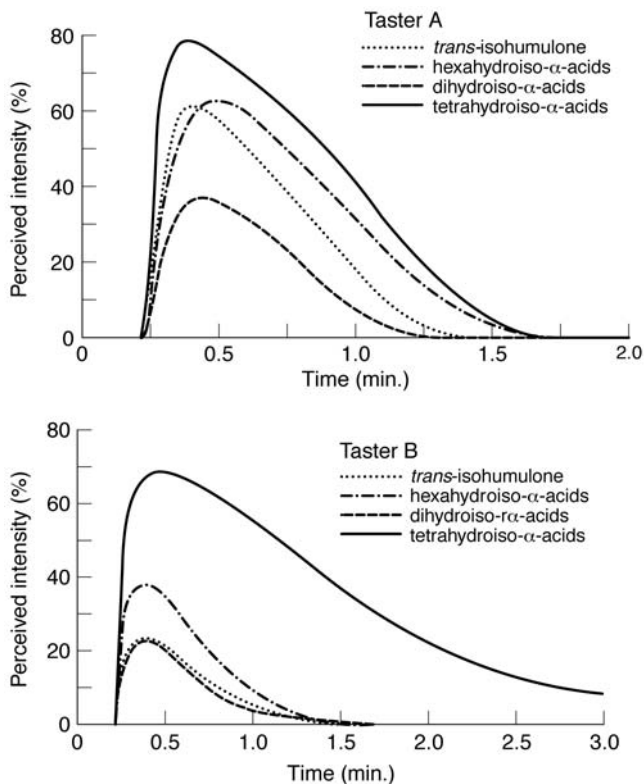 Taster A
trans-isohumulone
hexahydroiso-α-acids
dihydroiso-α-acids
tetrahydroiso-α-acids
Perceived intensity (%)
80
60
40
20
0
0 0.5 1.0 1.5 2.0
Time (min.)
Taster B
trans-isohumulone
hexahydroiso-α-acids
dihydroiso-rα-acids
tetrahydroiso-α-acids
Perceived intensity (%)
80
60
40
20
0
0 0.5 1.0 1.5 2.0 2.5 3.0
Time (min.)